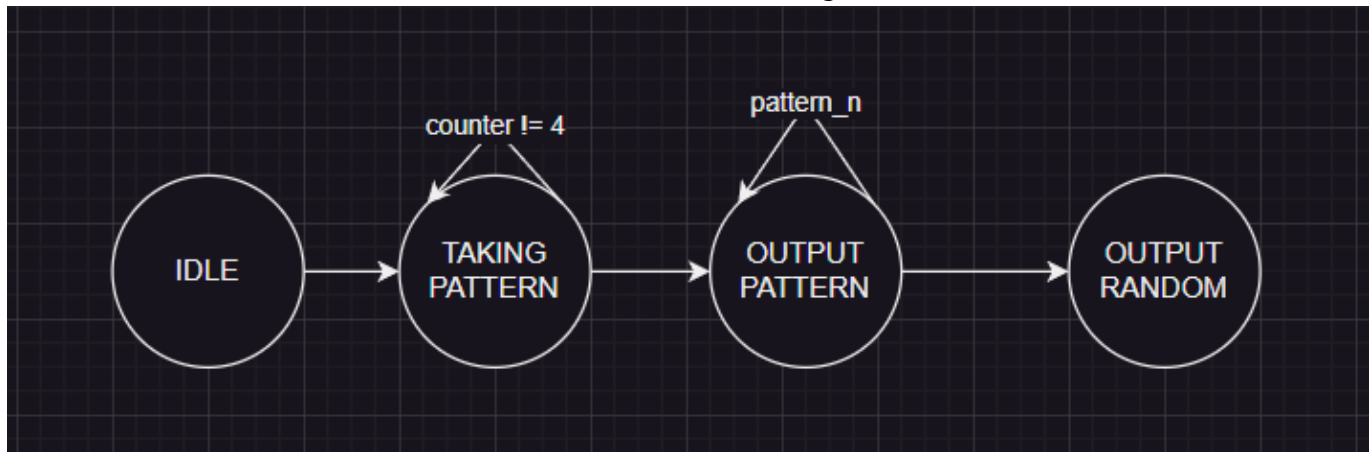 pattern_n
counter != 4
IDLE
TAKING
PATTERN
OUTPUT
PATTERN
OUTPUT
RANDOM